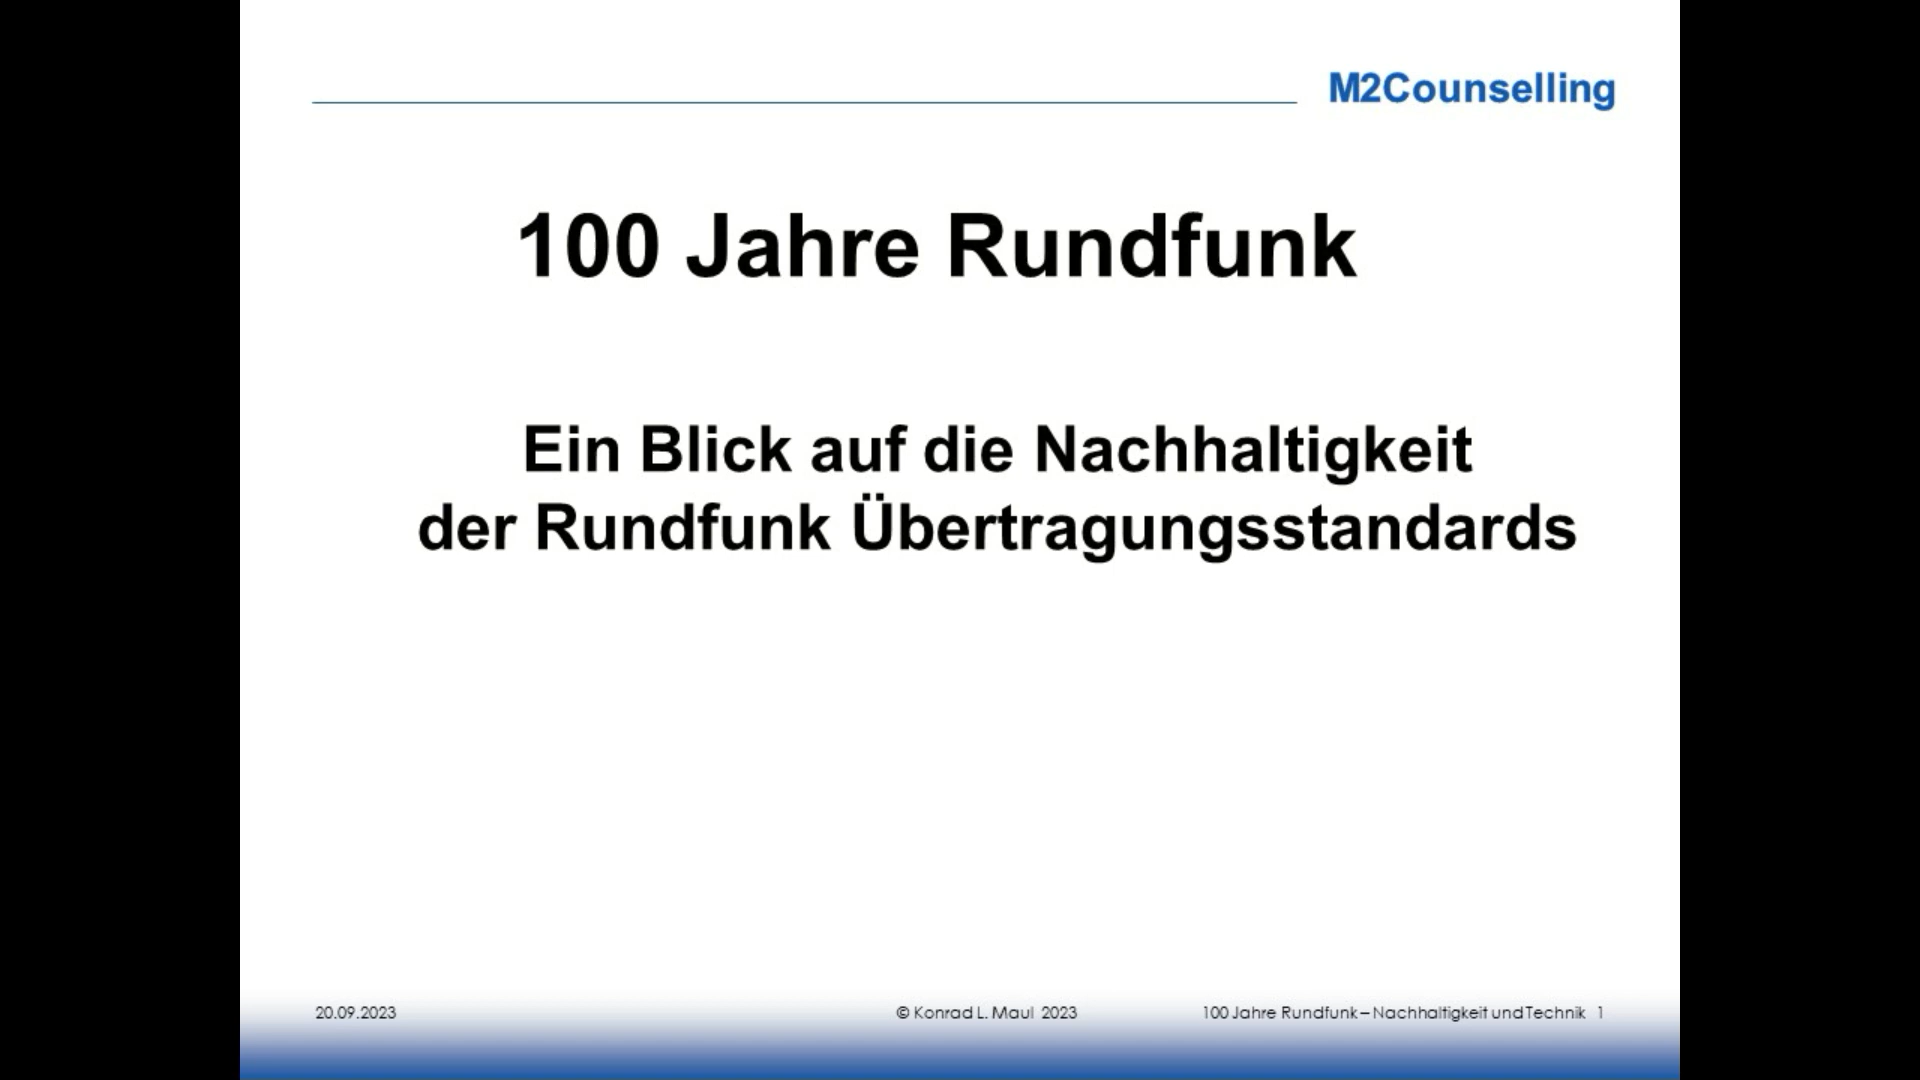 M2Counselling
100 Jahre Rundfunk
Ein Blick auf die Nachhaltigkeit
der Rundfunk Übertragungsstandards
20.09.2023
© Konrad L. Maul 2023
100 Jahre Rundfunk – Nachhaltigkeit und Technik 1